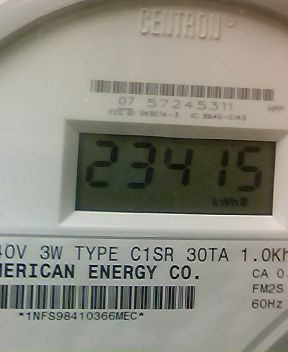 CENTRON
07 57245311
23415
kWh
40V 3W TYPE C1SR 30TA 1.0Kh
MERICAN ENERGY CO.
CA 0.
FM2S
60Hz
*1NFS98410366MEC*